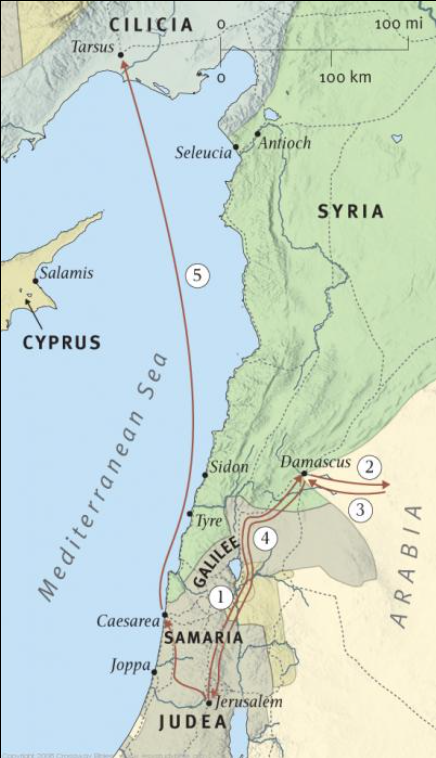 CILICIA
Tarsus
0 100 mi
0 100 km
Seleucia
Antioch
SYRIA
5
Salamis
CYPRUS
Mediterranean Sea
Sidon
Damascus
2
3
Tyre
4
GALILEE
ARABIA
1
Caesarea
SAMARIA
Joppa
Jerusalem
JUDEA